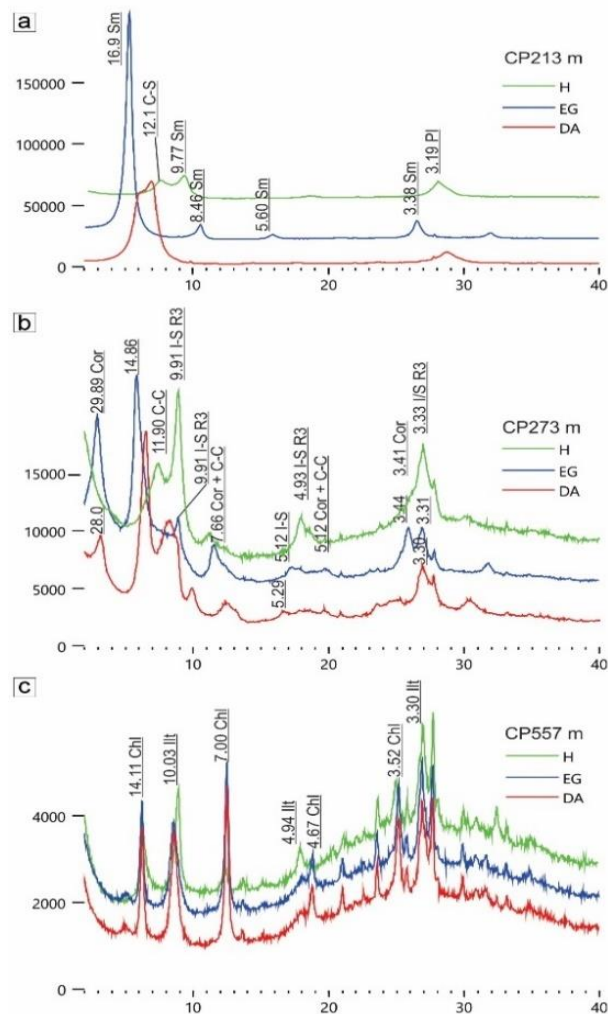 a
16.9 Sm
12.1 C-S
9.77 Sm
8.46 Sm
5.60 Sm
3.38 Sm
3.19 Pl
CP213 m
H
EG
DA
150000
100000
50000
0
10
20
30
40
b
29.89 Cor
28.0
14.86
11.90 C-C
9.91 I-S R3
9.91 I-S R3
7.66 Cor + C-C
5.29
5.12 I-S
4.93 I-S R3
5.12 Cor + C-C
3.41 Cor
3.44
3.33 I/S R3
3.31
3.30
CP273 m
H
EG
DA
15000
10000
5000
0
10
20
30
40
c
14.11 Chl
10.03 Ilt
7.00 Chl
4.94 Ilt
4.67 Chl
3.52 Chl
3.30 Ilt
CP557 m
H
EG
DA
4000
2000
0
10
20
30
40